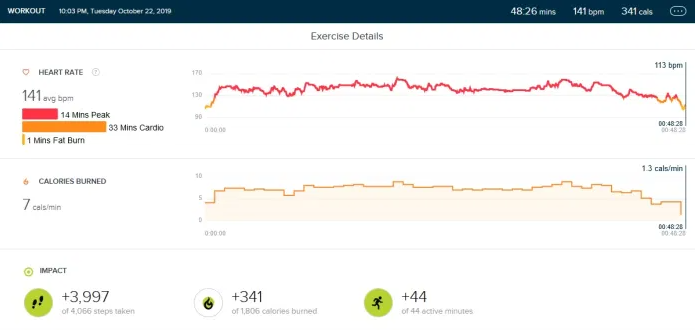 WORKOUT 10:03 PM, Tuesday October 22, 2019 48:26 mins 141 bpm 341 cals
Exercise Details
HEART RATE ?
141 avg bpm
14 Mins Peak
33 Mins Cardio
1 Mins Fat Burn
113 bpm
170
130
90
0:00:00 00:48:28
00:48:28
CALORIES BURNED
7 cals/min
1.3 cals/min
10
5
0
0:00:00 00:48:28
00:48:28
IMPACT
+3,997
of 4,066 steps taken
+341
of 1,806 calories burned
+44
of 44 active minutes